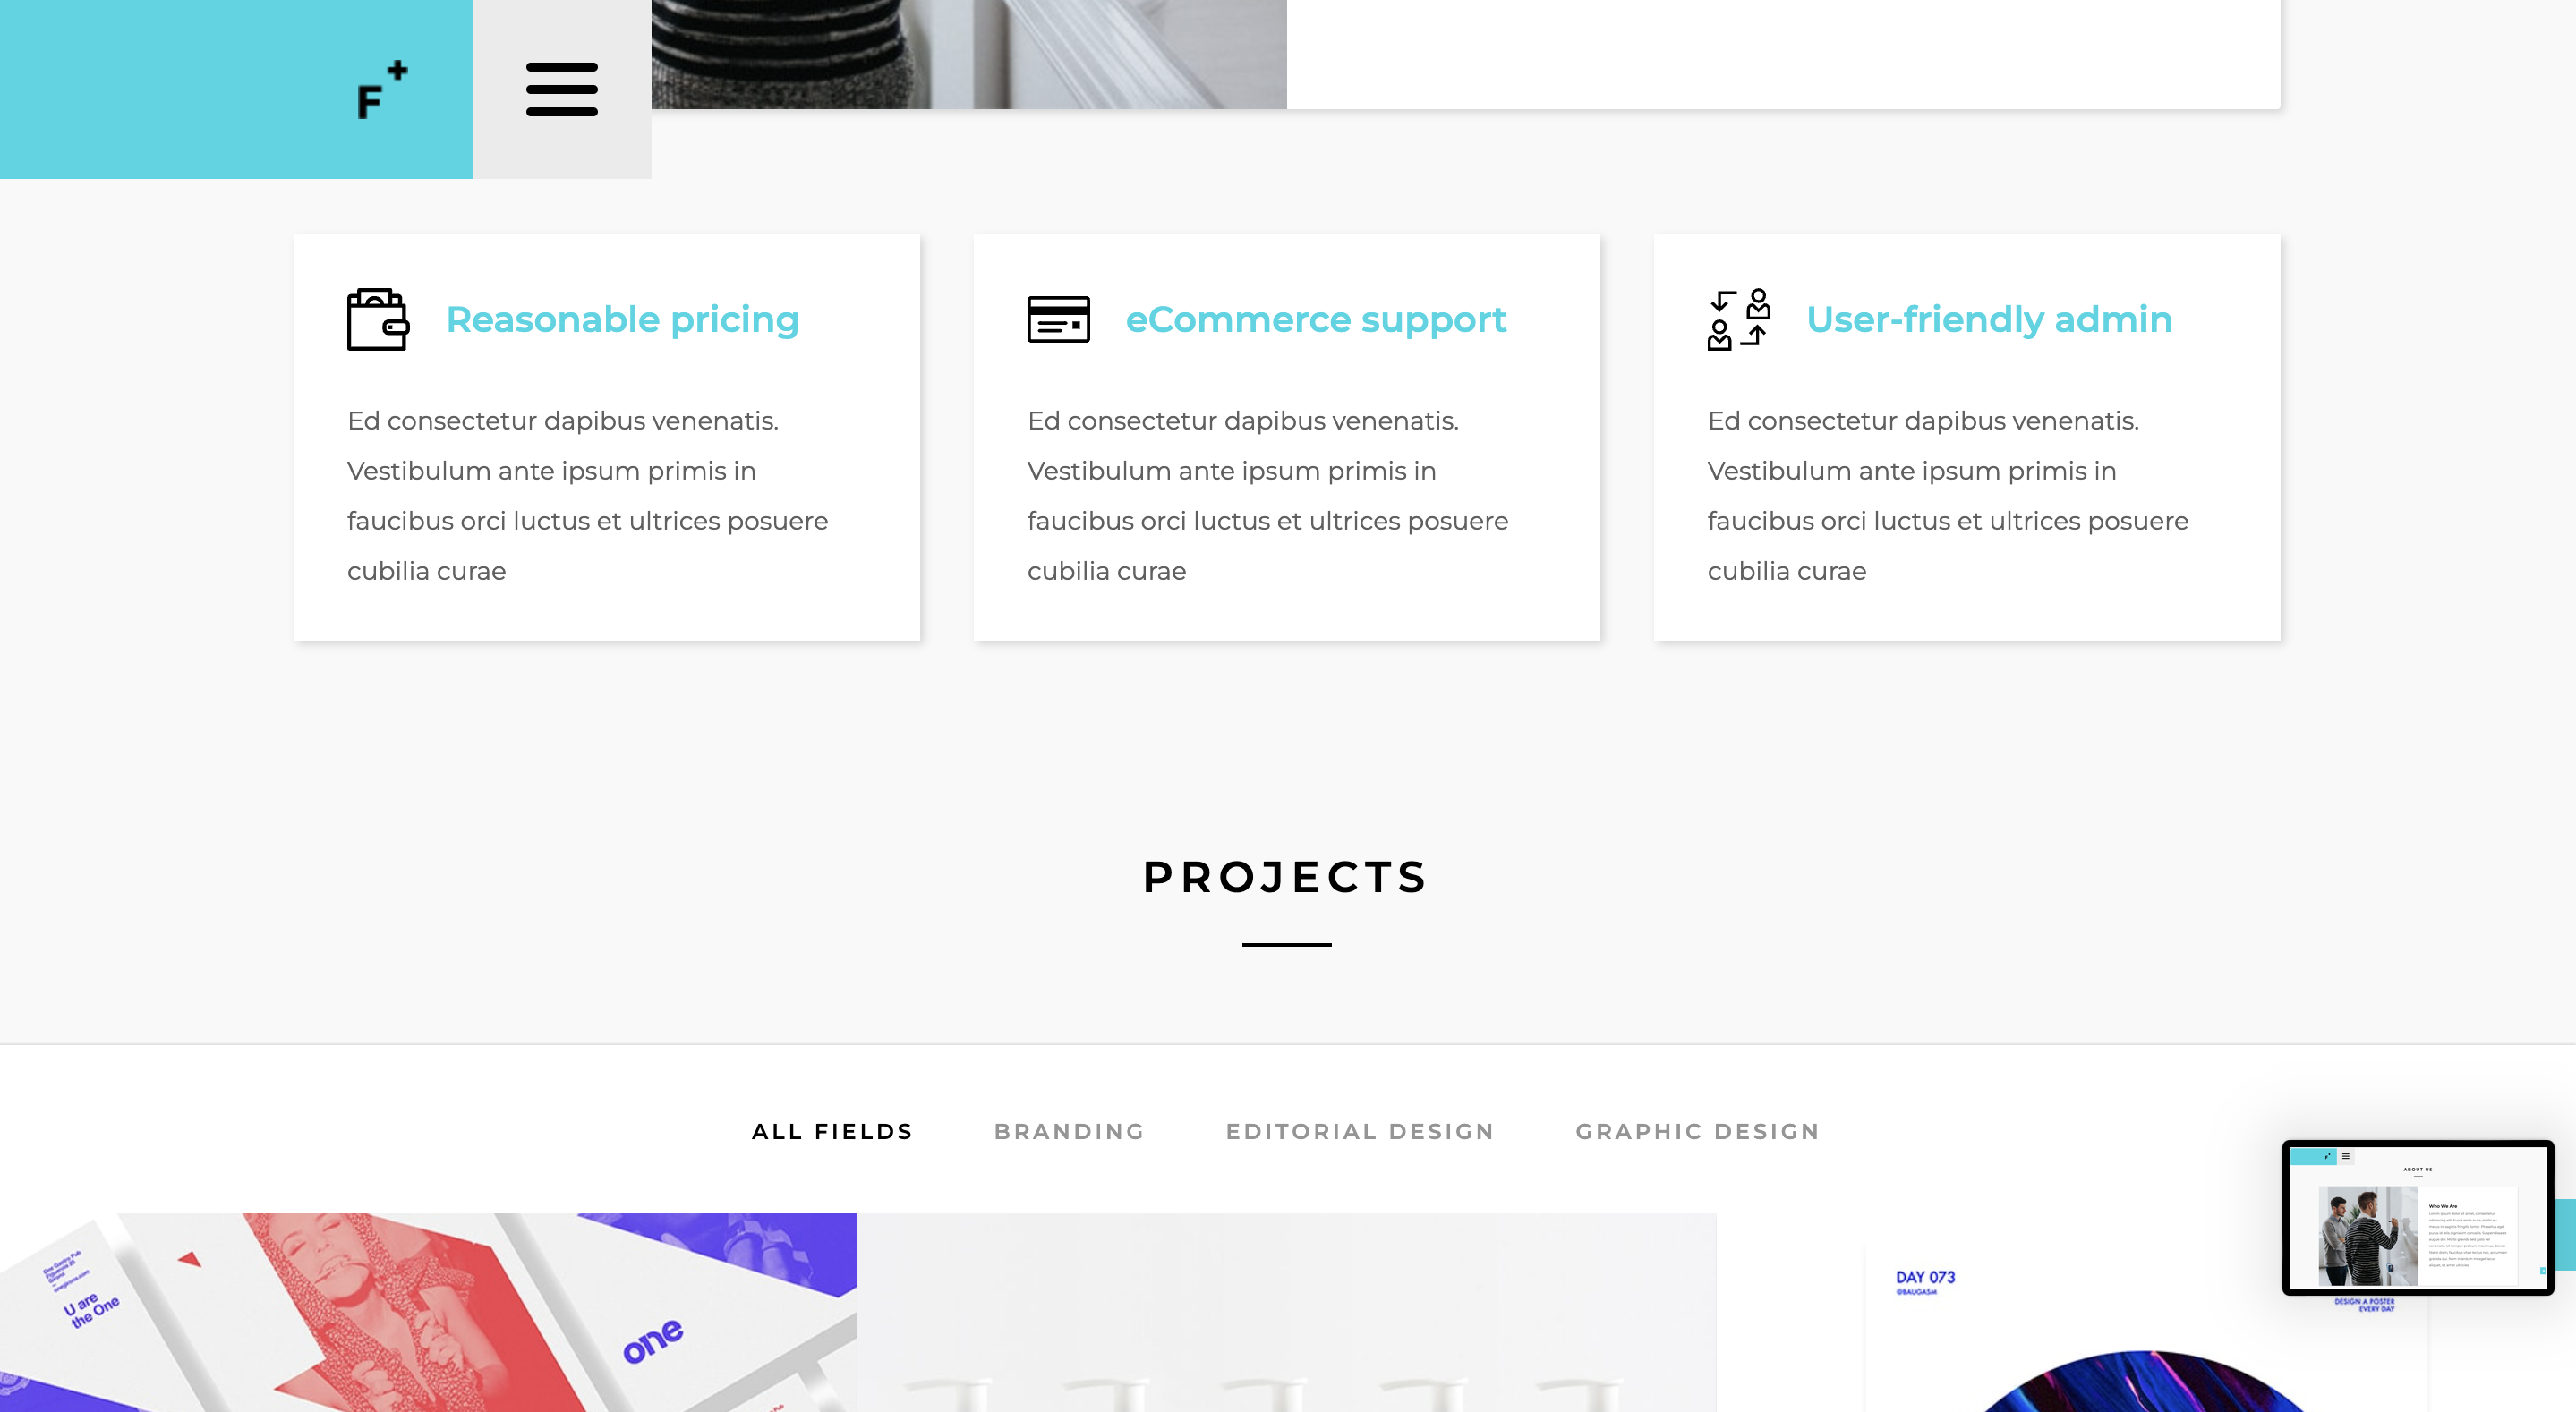 F+
Reasonable pricing
Ed consectetur dapibus venenatis.
Vestibulum ante ipsum primis in
faucibus orci luctus et ultrices posuere
cubilia curae
eCommerce support
Ed consectetur dapibus venenatis.
Vestibulum ante ipsum primis in
faucibus orci luctus et ultrices posuere
cubilia curae
User-friendly admin
Ed consectetur dapibus venenatis.
Vestibulum ante ipsum primis in
faucibus orci luctus et ultrices posuere
cubilia curae
PROJECTS
ALL FIELDS
BRANDING
EDITORIAL DESIGN
GRAPHIC DESIGN
U are
the One
one
DAY 073
@BAUGASM
DESIGN A POSTER
EVERY DAY
ABOUT US
Who We Are